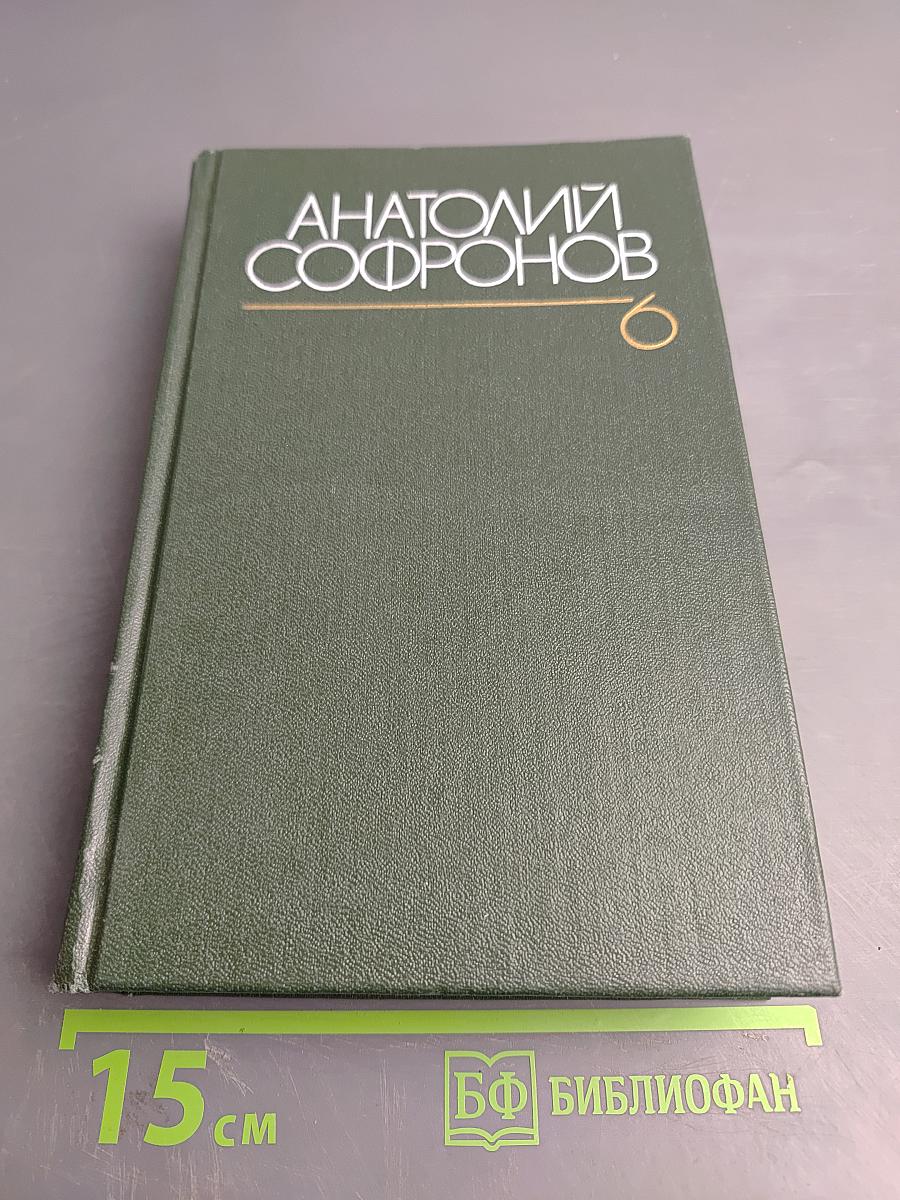 АНАТОЛИЙ
СОФРОНОВ
6
15 см
БФ БИБЛИОФАН